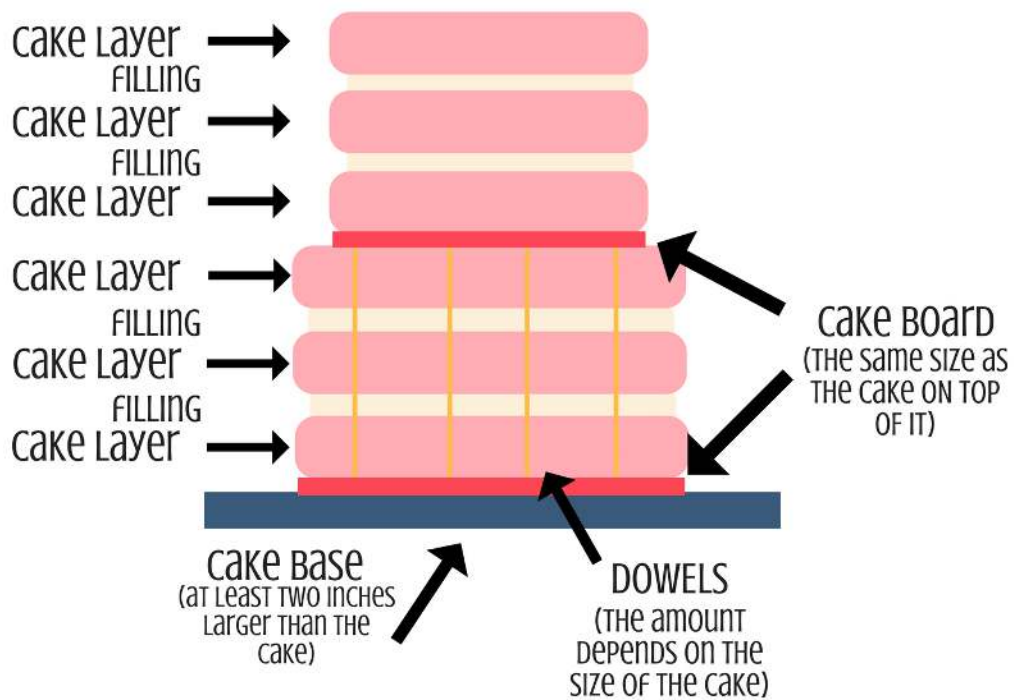 Cake Layer
FILLING
Cake Layer
FILLING
Cake Layer
Cake Layer
FILLING
Cake Layer
FILLING
Cake Layer
Cake Board
(The same size as
the cake on top
of it)
Cake Base
(at least two inches
larger than the
cake)
DOWELS
(The amount
depends on the
size of the cake)